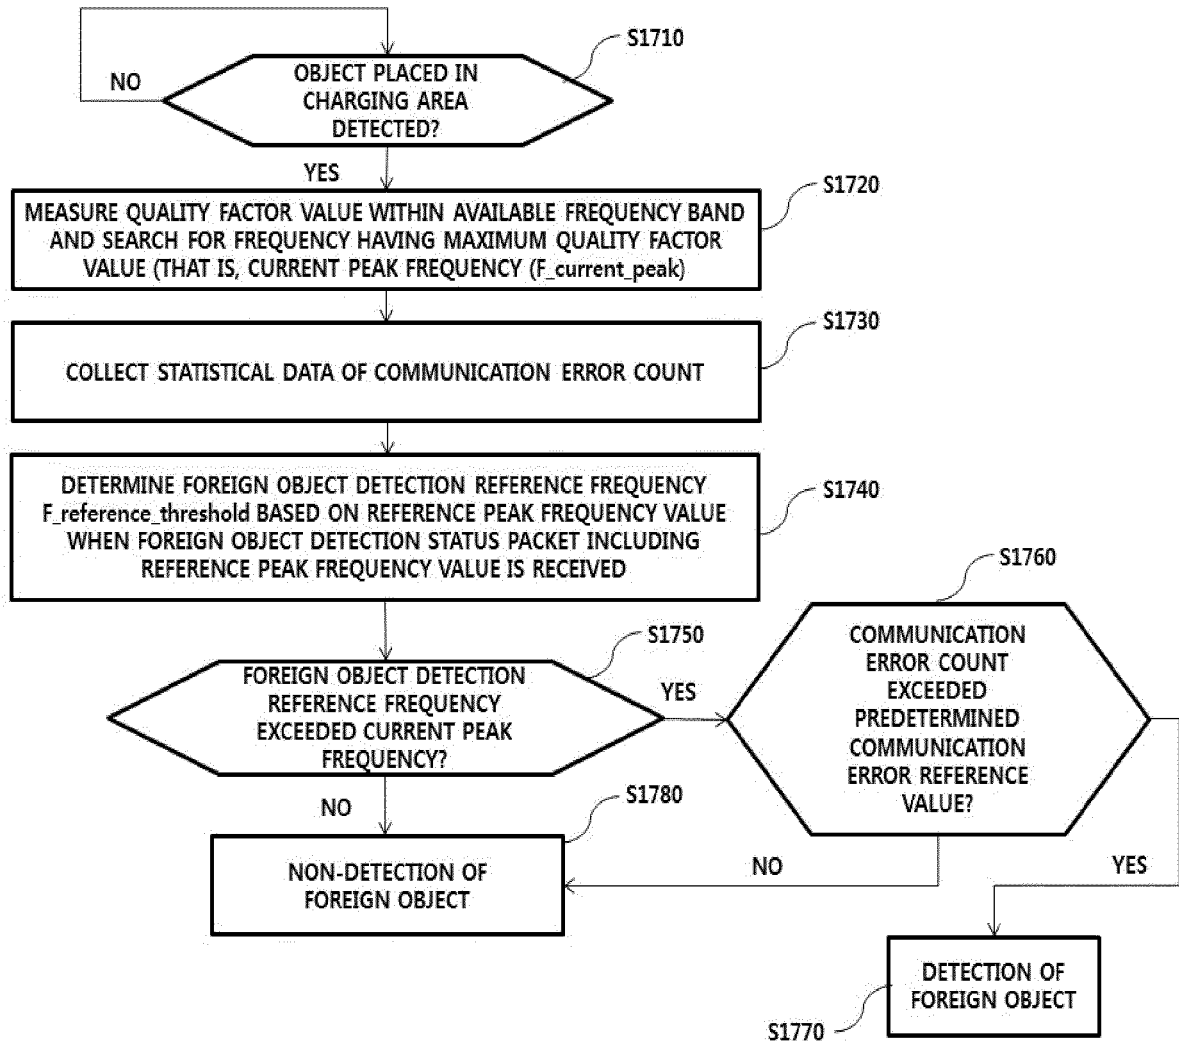 S1710
OBJECT PLACED IN
CHARGING AREA
DETECTED?
NO
YES
S1720
MEASURE QUALITY FACTOR VALUE WITHIN AVAILABLE FREQUENCY BAND
AND SEARCH FOR FREQUENCY HAVING MAXIMUM QUALITY FACTOR
VALUE (THAT IS, CURRENT PEAK FREQUENCY (F_current_peak)
S1730
COLLECT STATISTICAL DATA OF COMMUNICATION ERROR COUNT
S1740
DETERMINE FOREIGN OBJECT DETECTION REFERENCE FREQUENCY
F_reference_threshold BASED ON REFERENCE PEAK FREQUENCY VALUE
WHEN FOREIGN OBJECT DETECTION STATUS PACKET INCLUDING
REFERENCE PEAK FREQUENCY VALUE IS RECEIVED
S1750
FOREIGN OBJECT DETECTION
REFERENCE FREQUENCY
EXCEEDED CURRENT PEAK
FREQUENCY?
YES
NO
S1760
COMMUNICATION
ERROR COUNT
EXCEEDED
PREDETERMINED
COMMUNICATION
ERROR REFERENCE
VALUE?
NO
YES
S1780
NON-DETECTION OF
FOREIGN OBJECT
DETECTION OF
FOREIGN OBJECT
S1770